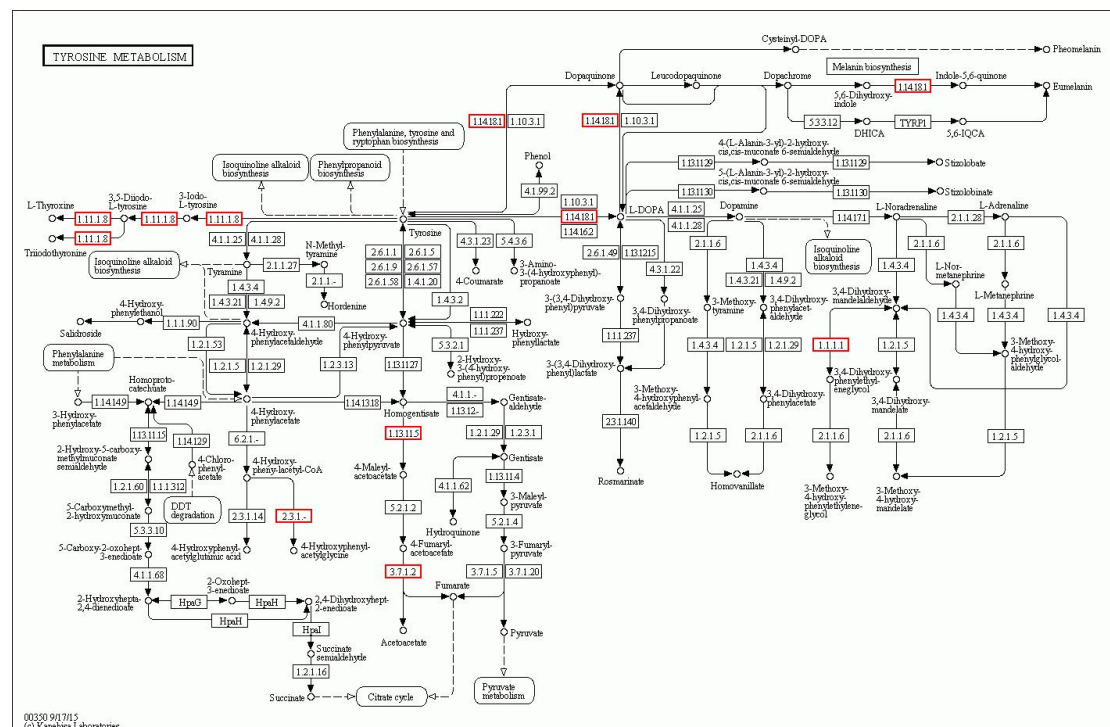 TYROSINE METABOLISM
Cysteinyl-DOPA
Pheomelanin
Dopaquinone
Leucodopaquinone
Dopachrome
Melanin biosynthesis
Indole-5,6-quinone
1.14.18.1
Eumelanin
5,6-Dihydroxy-
indole
1.14.18.1
1.10.3.1
1.14.18.1
1.10.3.1
5.3.3.12
TYRP1
DHICA
5,6-IQCA
Phenylalanine, tyrosine and
ryptophan biosynthesis
Isoquinoline alkaloid
biosynthesis
Phenylpropanoid
biosynthesis
Phenol
4.1.99.2
4-(L-Alanin-3-yl)-2-hydroxy-
cis,cis-muconate 6-semialdehyde
1.13.11.29
1.13.11.29
Stizolobate
5-(L-Alanin-3-yl)-2-hydroxy-
cis,cis-muconate 6-semialdehyde
1.13.11.30
1.13.11.30
Stizolobinate
L-Thyroxine
3,5-Diiodo-
L-tyrosine
3-Iodo-
L-tyrosine
1.11.1.8
1.11.1.8
1.11.1.8
1.11.1.8
Triiodothyronine
Tyrosine
1.10.3.1
1.14.18.1
1.14.16.2
L-DOPA
4.1.1.25
4.1.1.28
Dopamine
1.14.17.1
L-Noradrenaline
2.1.1.28
L-Adrenaline
4.1.1.25
4.1.1.28
Isoquinoline alkaloid
biosynthesis
Tyramine
2.1.1.27
N-Methyl-
tyramine
2.1.1.-
Hordenine
2.6.1.1
2.6.1.5
2.6.1.9
2.6.1.57
2.6.1.58
1.4.1.20
4.3.1.23
5.4.3.6
4-Coumarate
3-Amino-
3-(4-hydroxyphenyl)-
propanoate
2.6.1.49
1.13.12.15
4.3.1.22
2.1.1.6
1.4.3.4
1.4.3.21
1.4.9.2
Isoquinoline
alkaloid
biosynthesis
2.1.1.6
1.4.3.4
2.1.1.6
L-Nor-
metanephrine
L-Metanephrine
1.4.3.4
1.4.3.4
1.4.3.4
1.4.3.4
1.4.3.21
1.4.9.2
4-Hydroxy-
phenylethanol
Salidroside
1.1.1.90
4-Hydroxy-
phenylacetaldehyde
4.1.1.80
4-Hydroxy-
phenylpyruvate
1.4.3.2
1.1.1.222
1.1.1.237
Hydroxy-
phenyllactate
5.3.2.1
2-Hydroxy-
3-(4-hydroxy-
phenyl)propenoate
3-(3,4-Dihydroxy-
phenyl)pyruvate
3,4-Dihydroxy-
phenylpropanoate
1.1.1.237
3-(3,4-Dihydroxy-
phenyl)lactate
3-Methoxy-
tyramine
3,4-Dihydroxy-
phenylacet-
aldehyde
1.4.3.4
1.2.1.5
1.2.1.29
3,4-Dihydroxy-
mandelaldehyde
1.1.1.1
1.2.1.5
3-Methoxy-
4-hydroxy-
phenylglycol-
aldehyde
Phenylalanine
metabolism
1.2.1.53
1.2.1.5
1.2.1.29
1.2.3.13
1.13.11.27
Homoproto-
catechuate
1.14.14.9
1.14.14.9
3-Hydroxy-
phenylacetate
4-Hydroxy-
phenylacetate
1.14.13.18
Homogentisate
4.1.1.-
1.13.12.-
Gentisate-
aldehyde
3-Methoxy-
4-hydroxyphenyl-
acetaldehyde
3,4-Dihydroxy-
phenylacetate
3,4-Dihydroxy-
phenylethyl-
eneglycol
3,4-Dihydroxy-
mandelate
1.13.11.15
1.14.12.9
2-Hydroxy-5-carboxy-
methylmuconate
semialdehyde
4-Chloro-
phenyl-
acetate
6.2.1.-
1.13.11.5
1.2.1.29
1.2.3.1
2.3.1.140
1.2.1.5
2.1.1.6
2.1.1.6
2.1.1.6
1.2.1.5
4-Hydroxy-
pheny-lacetyl-CoA
4-Maleyl-
acetoacetate
Gentisate
Rosmarinate
Homovanillate
3-Methoxy-
4-hydroxy-
phenylethylene-
glycol
3-Methoxy-
4-hydroxy-
mandelate
1.2.1.60
1.1.1.312
4.1.1.62
1.13.11.4
5-Carboxymethyl-
2-hydroxymuconate
DDT
degradation
2.3.1.14
2.3.1.-
5.2.1.2
Hydroquinone
3-Maleyl-
pyruvate
5.2.1.4
5.3.3.10
5-Carboxy-2-oxohept-
3-enedioate
4-Hydroxyphenyl-
acetylglutamic acid
4-Hydroxyphenyl-
acetylglycine
4-Fumaryl-
acetoacetate
3-Fumaryl-
pyruvate
4.1.1.68
3.7.1.2
3.7.1.5
3.7.1.20
Fumarate
2-Hydroxyhepta-
2,4-dienedioate
HpaG
2-Oxohept-
3-enedioate
HpaH
2,4-Dihydroxyhept-
2-enedioate
HpaH
HpaI
Acetoacetate
Pyruvate
Succinate
semialdehyde
1.2.1.16
Succinate
Citrate cycle
Pyruvate
metabolism
00350 9/17/15
(c) Kanehisa Laboratories